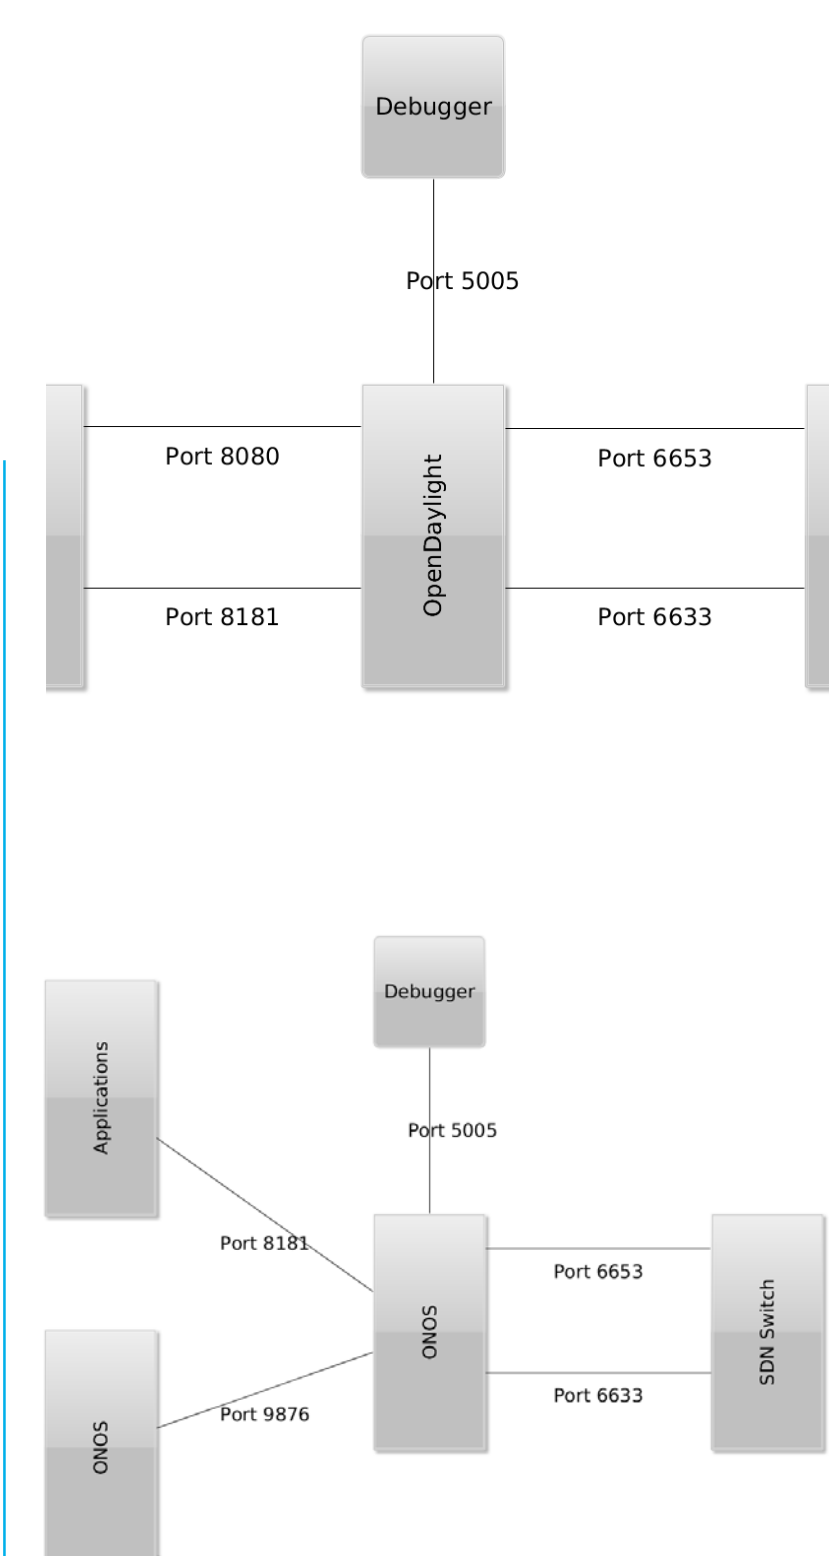 Debugger
Port 5005
Port 8080
Port 6653
OpenDaylight
Port 8181
Port 6633
Debugger
Applications
Port 5005
Port 8181
Port 6653
ONOS
SDN Switch
Port 6633
Port 9876
ONOS